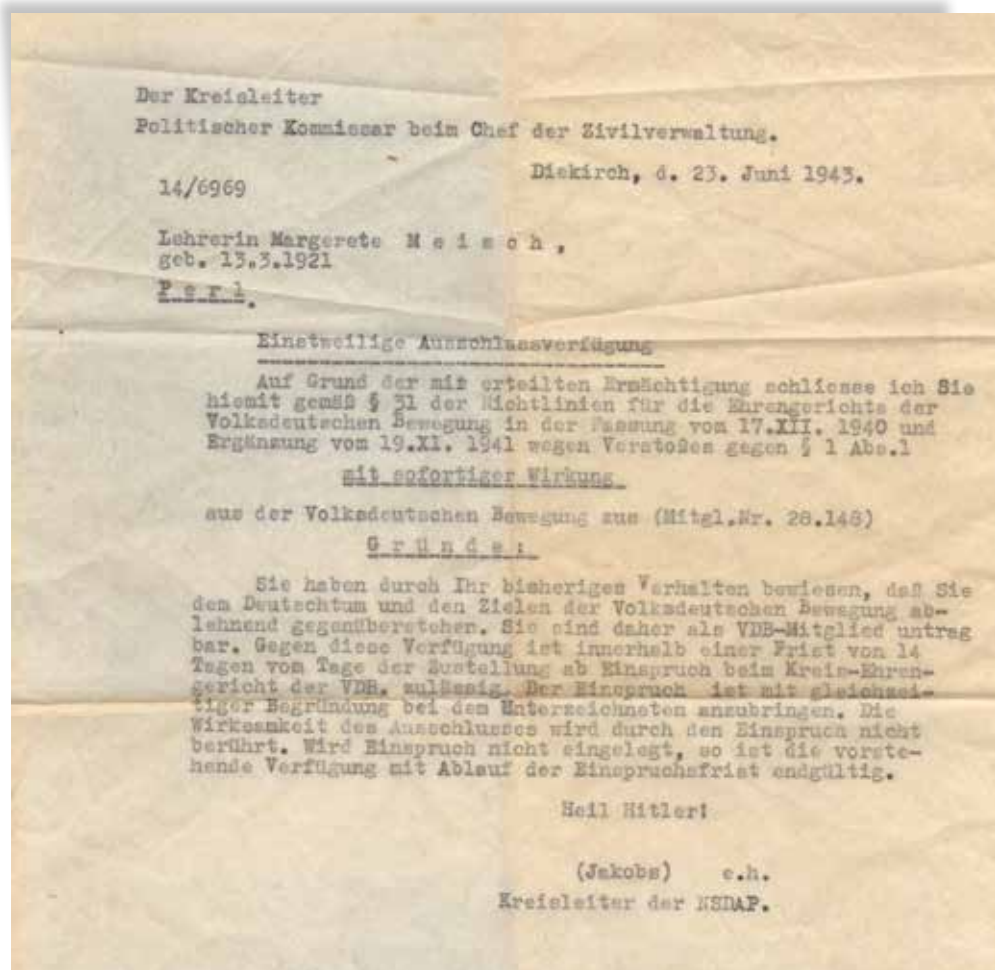 Der Kreisleiter
Politischer Kommissar beim Chef der Zivilverwaltung.
Diekirch, d. 23. Juni 1943.
14/6969
Lehrerin Margerete M e i s c h ,
geb. 13.3.1921
P e r l.
Einstweilige Ausschlussverfügung
Auf Grund der mir erteilten Ermächtigung schliesse ich Sie
hiemit gemäß § 31 der Richtlinien für die Ehrengerichts der
Volksdeutschen Bewegung in der Fassung vom 17.XII. 1940 und
Ergänzung vom 19.XI. 1941 wegen Verstoßes gegen § 1 Abs.1
mit sofortiger Wirkung
aus der Volksdeutschen Bewegung aus (Mitgl.Nr. 28.148)
G r ü n d e :
Sie haben durch Ihr bisheriges Verhalten bewiesen, daß Sie
dem Deutschtum und den Zielen der Volksdeutschen Bewegung ab-
lehnend gegenüberstehen. Sie sind daher als VDB-Mitglied untrag
bar. Gegen diese Verfügung ist innerhalb einer Frist von 14
Tagen vom Tage der Zustellung ab Einspruch beim Kreis-Ehren-
gericht der VDB. zulässig. Der Einspruch ist mit gleichzei-
tiger Begründung bei dem Unterzeichneten anzubringen. Die
Wirksamkeit des Ausschlusses wird durch den Einspruch nicht
berührt. Wird Einspruch nicht eingelegt, so ist die vorste-
hende Verfügung mit Ablauf der Einspruchsfrist endgültig.
Heil Hitler!
(Jakobs) e.h.
Kreisleiter der NSDAP.